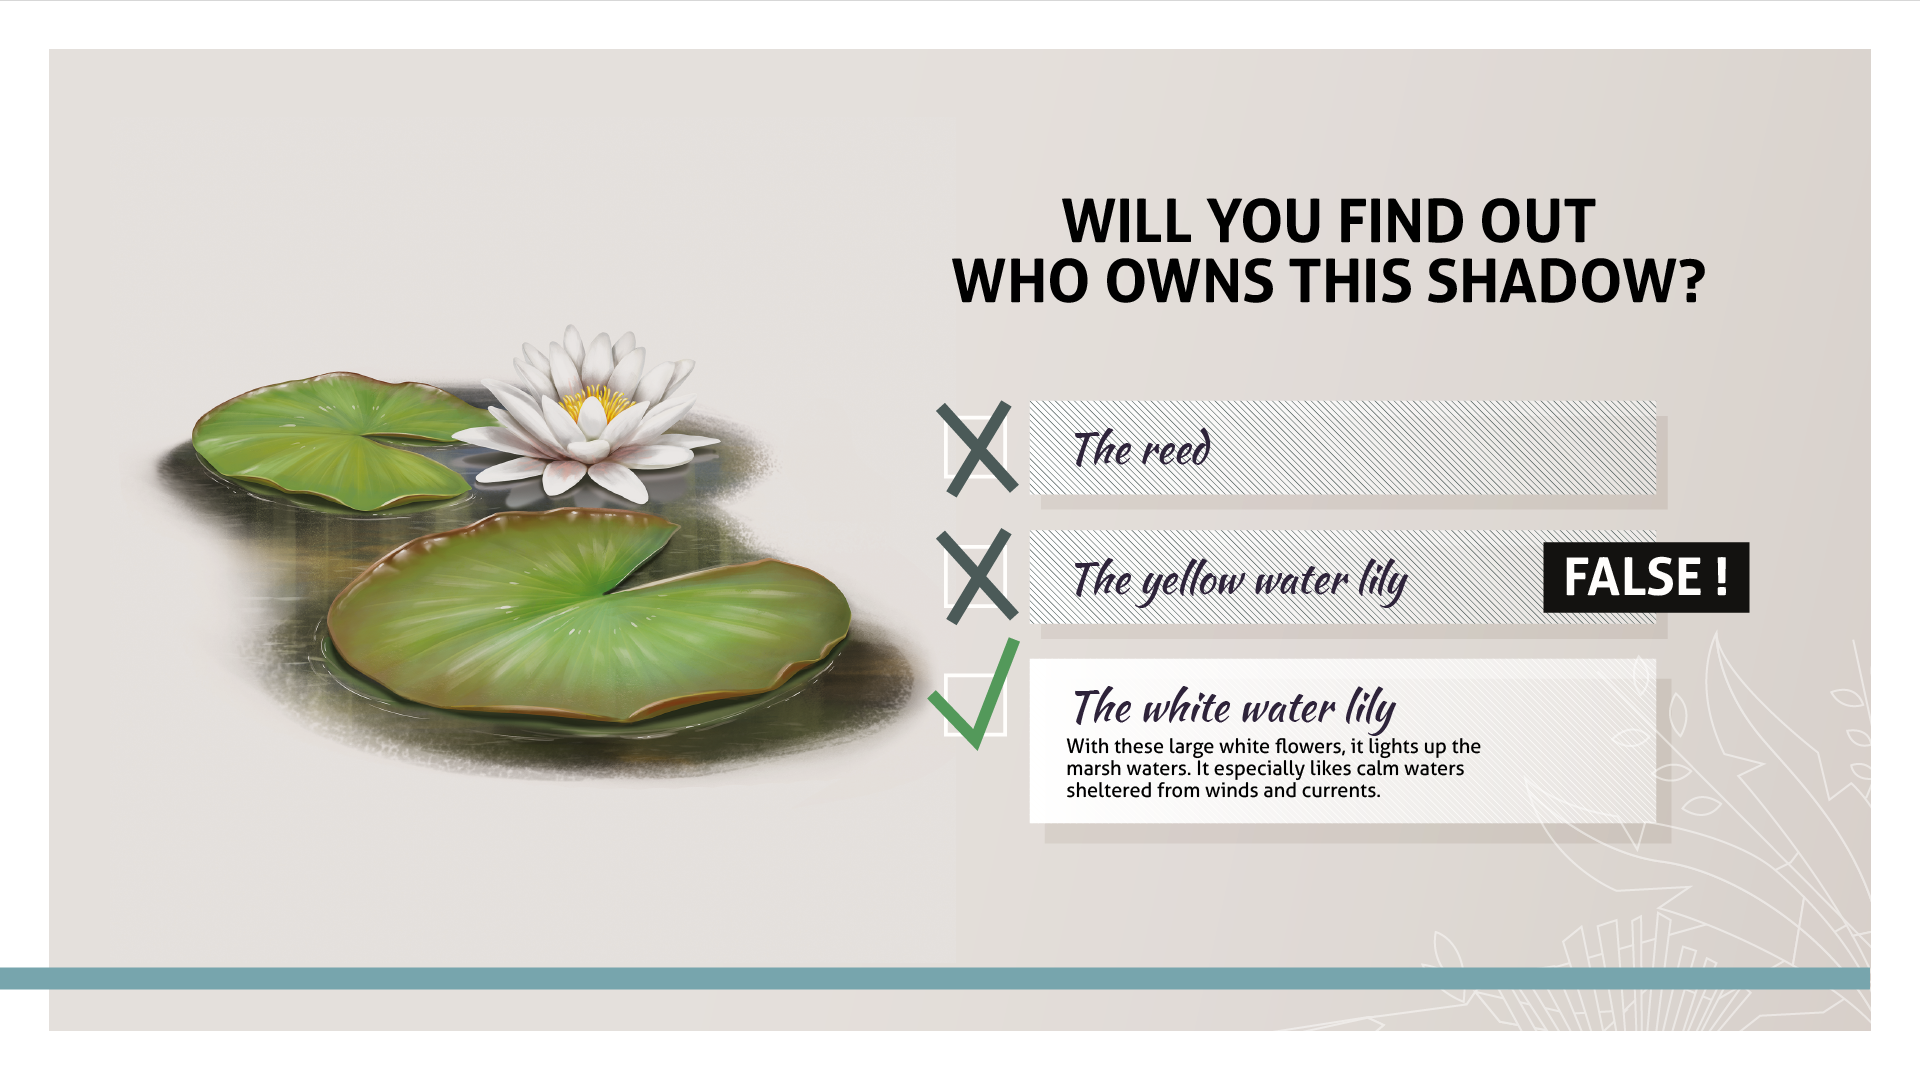 WILL YOU FIND OUT
WHO OWNS THIS SHADOW?
The reed
The yellow water lily
FALSE !
The white water lily
With these large white flowers, it lights up the
marsh waters. It especially likes calm waters
sheltered from winds and currents.